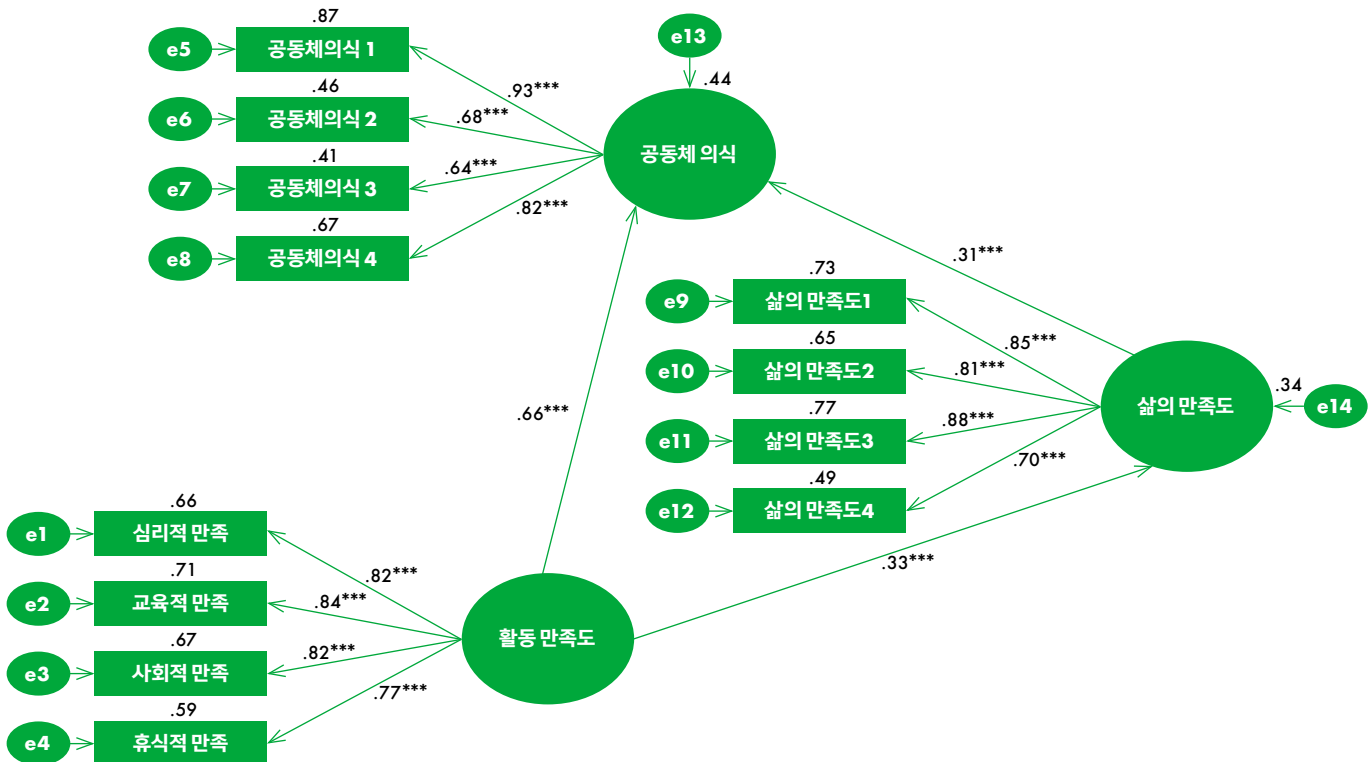 .87
e5
공동체의식 1
.93***
.46
e6
공동체의식 2
.68***
.41
e7
공동체의식 3
.64***
.67
e8
공동체의식 4
.82***
e13
.44
공동체 의식
.31***
.66***
.73
e9
삶의 만족도1
.85***
.65
e10
삶의 만족도2
.81***
.77
e11
삶의 만족도3
.88***
.49
e12
삶의 만족도4
.70***
삶의 만족도
.34
e14
.33***
.66
e1
심리적 만족
.82***
.71
e2
교육적 만족
.84***
.67
e3
사회적 만족
.82***
.59
e4
휴식적 만족
.77***
활동 만족도